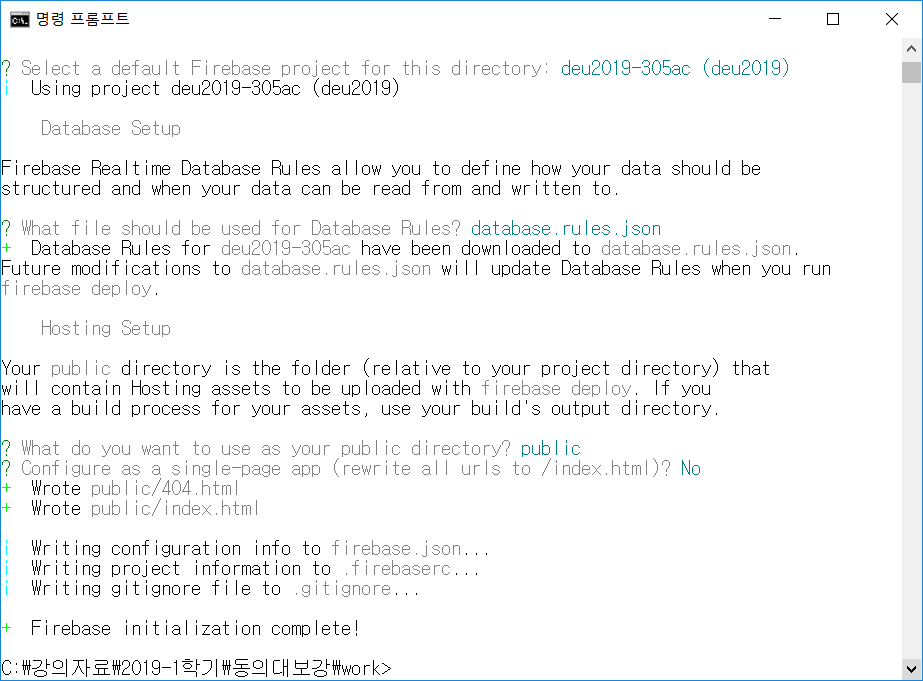 명령 프롬프트
? Select a default Firebase project for this directory: deu2019-305ac (deu2019)
i  Using project deu2019-305ac (deu2019)
Database Setup
Firebase Realtime Database Rules allow you to define how your data should be
structured and when your data can be read from and written to.
? What file should be used for Database Rules? database.rules.json
+  Database Rules for deu2019-305ac have been downloaded to database.rules.json.
Future modifications to database.rules.json will update Database Rules when you run
firebase deploy.
Hosting Setup
Your public directory is the folder (relative to your project directory) that
will contain Hosting assets to be uploaded with firebase deploy. If you
have a build process for your assets, use your build's output directory.
? What do you want to use as your public directory? public
? Configure as a single-page app (rewrite all urls to /index.html)? No
+  Wrote public/404.html
+  Wrote public/index.html
i  Writing configuration info to firebase.json...
i  Writing project information to .firebaserc...
i  Writing gitignore file to .gitignore...
+  Firebase initialization complete!
C:₩강의자료₩2019-1학기₩동의대보강₩work>